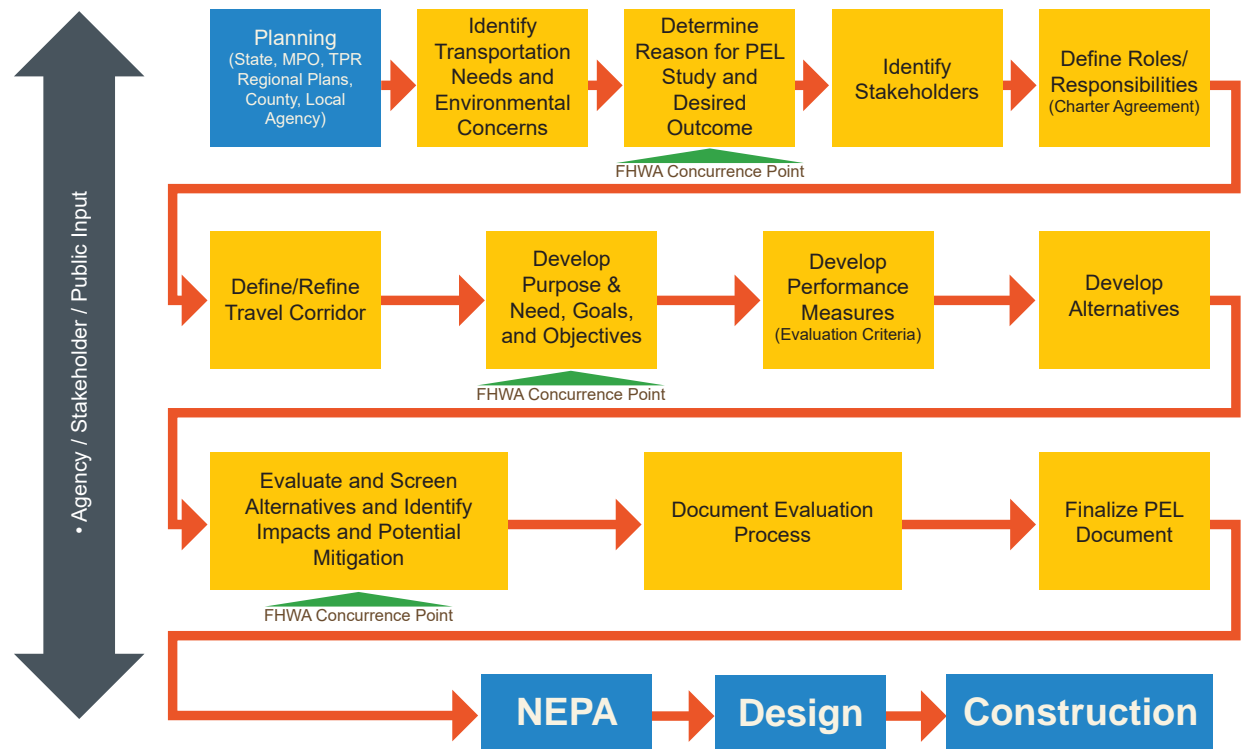 Planning
(State, MPO, TPR
Regional Plans,
County, Local
Agency)
Identify
Transportation
Needs and
Environmental
Concerns
Determine
Reason for PEL
Study and
Desired
Outcome
Identify
Stakeholders
Define Roles/
Responsibilities
(Charter Agreement)
FHWA Concurrence Point
• Agency / Stakeholder / Public Input
Define/Refine
Travel Corridor
Develop
Purpose &
Need, Goals,
and Objectives
Develop
Performance
Measures
(Evaluation Criteria)
Develop
Alternatives
FHWA Concurrence Point
Evaluate and Screen
Alternatives and Identify
Impacts and Potential
Mitigation
Document Evaluation
Process
Finalize PEL
Document
FHWA Concurrence Point
NEPA
Design
Construction